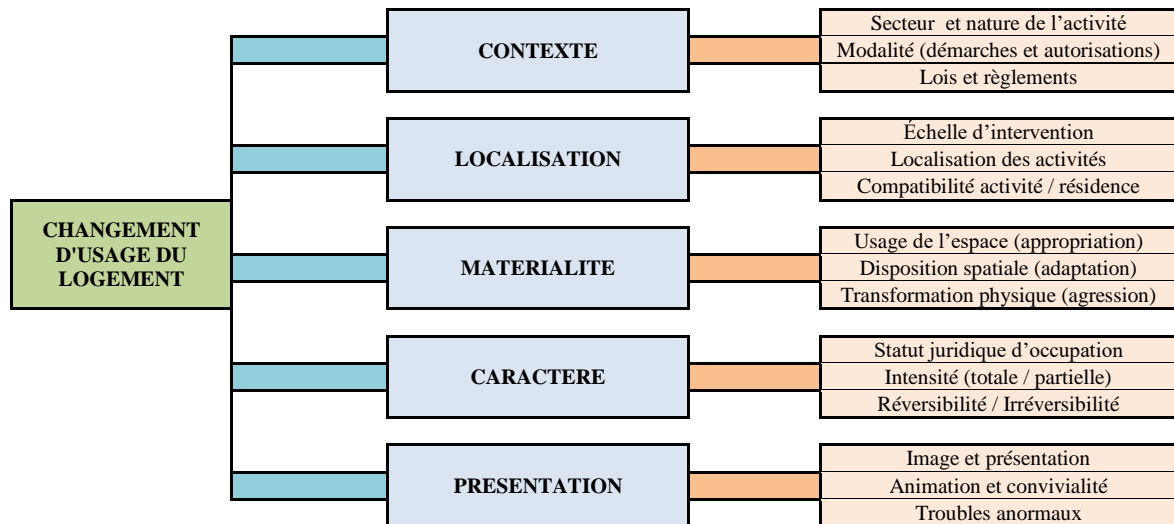 CONTEXTE
Secteur et nature de l’activité
Modalité (démarches et autorisations)
Lois et règlements
LOCALISATION
Échelle d’intervention
Localisation des activités
Compatibilité activité / résidence
CHANGEMENT
D'USAGE DU
LOGEMENT
MATERIALITE
Usage de l’espace (appropriation)
Disposition spatiale (adaptation)
Transformation physique (agression)
CARACTERE
Statut juridique d’occupation
Intensité (totale / partielle)
Réversibilité / Irréversibilité
PRESENTATION
Image et présentation
Animation et convivialité
Troubles anormaux